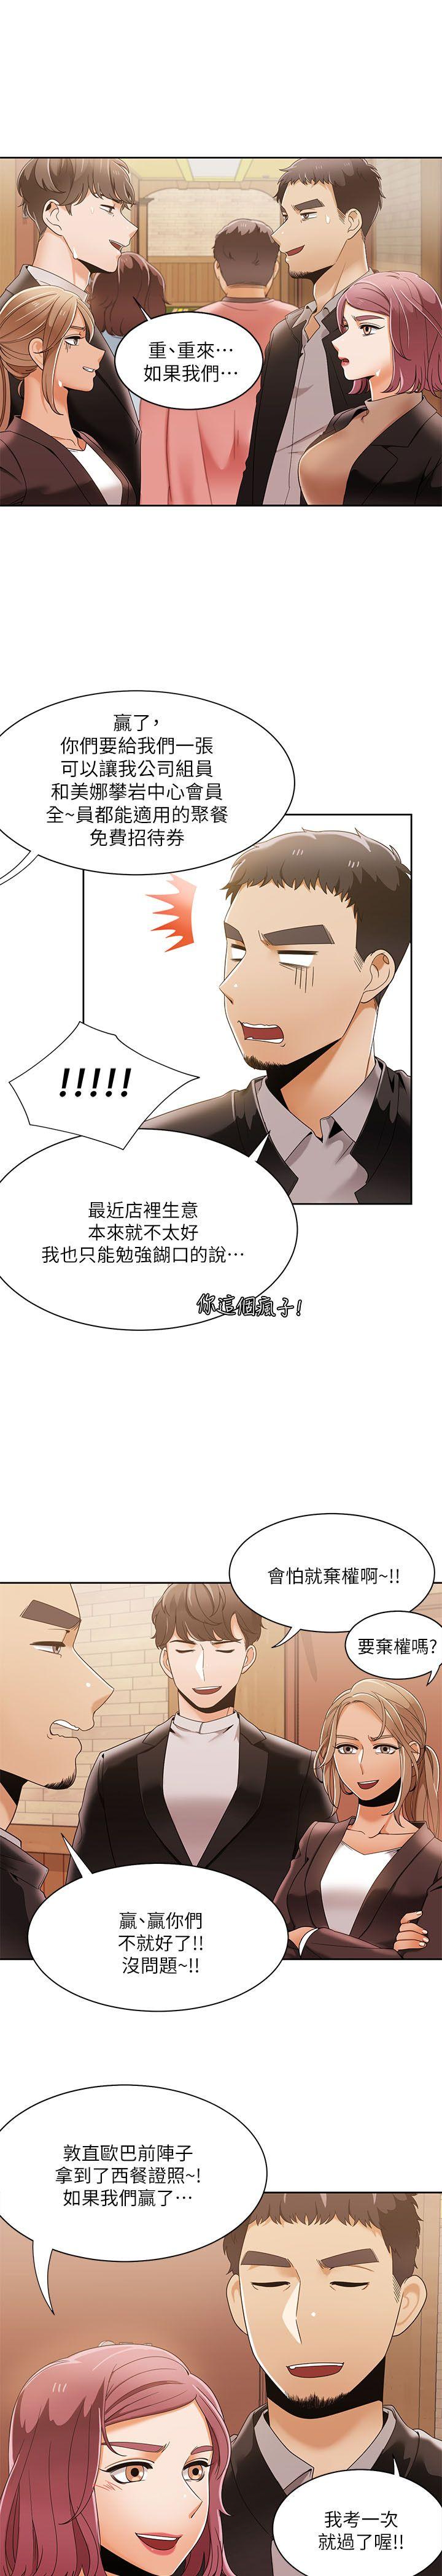 重、重來…
如果我們…
贏了，
你們要給我們一張
可以讓我公司組員
和美娜攀岩中心會員
全~員都能適用的聚餐
免費招待券
!!!!!
最近店裡生意
本來就不太好
我也只能勉強餬口的說…
你這個瘋子!
會怕就棄權啊~!!
要棄權嗎?
贏、贏你們
不就好了!!
沒問題~!!
敦直歐巴前陣子
拿到了西餐證照~!
如果我們贏了…
我考一次
就過了喔!!